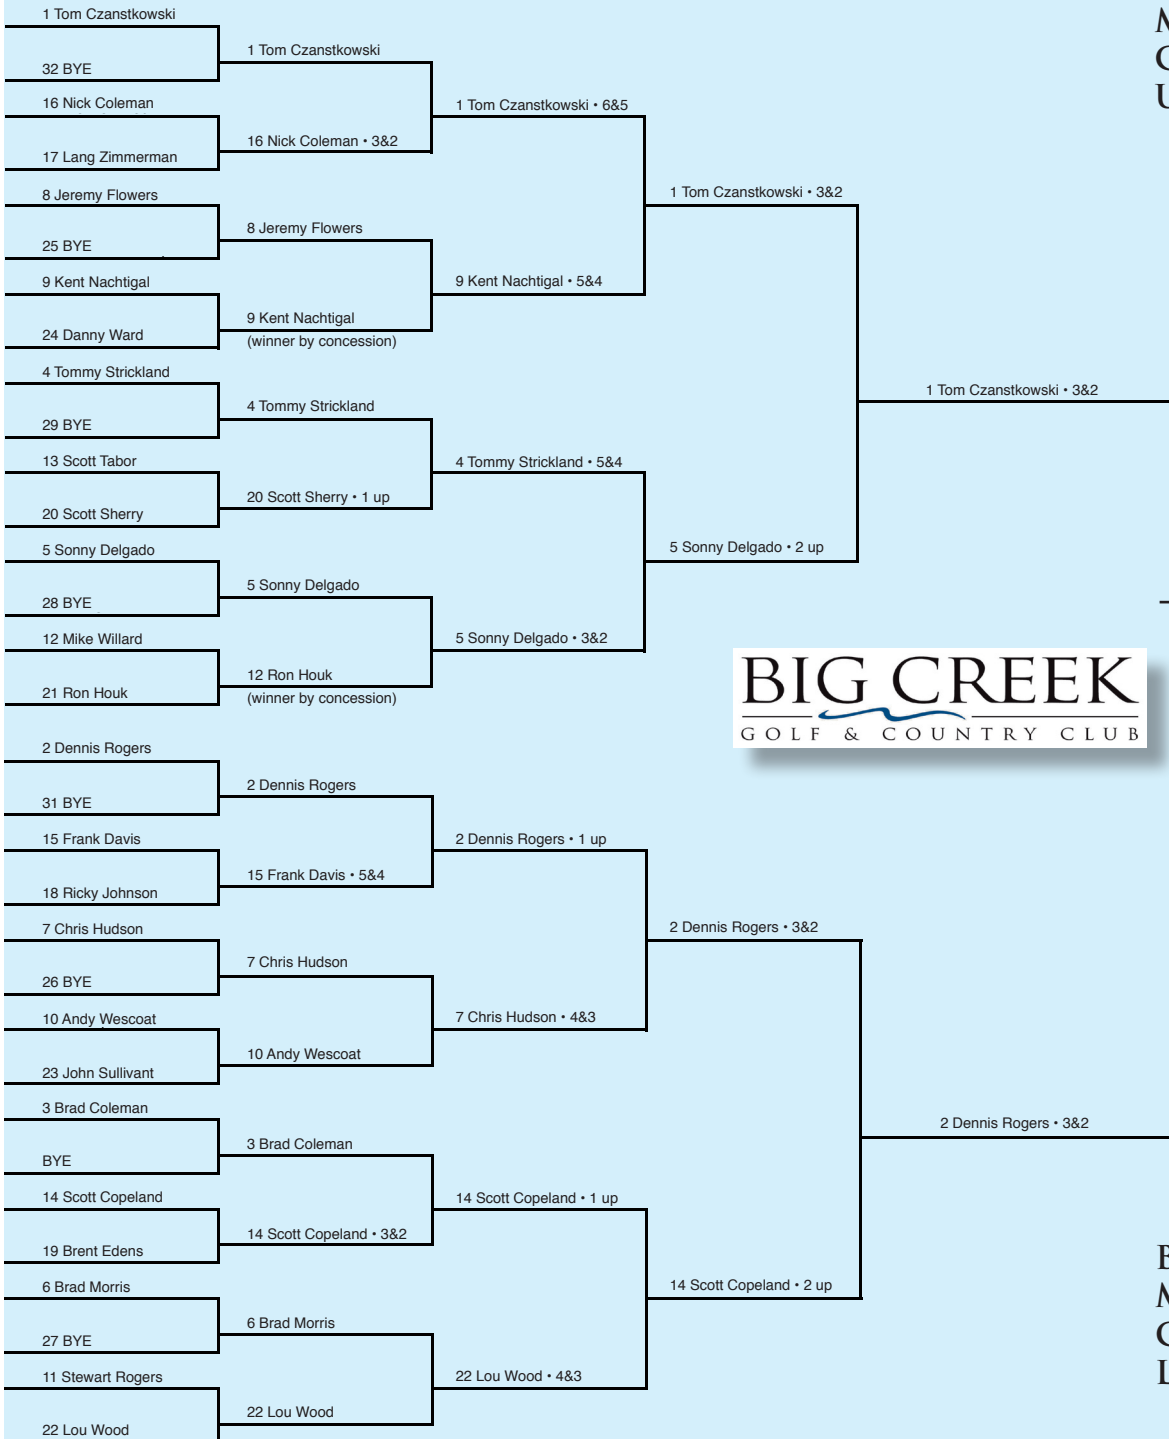 1 Tom Czanstkowski
32 BYE
16 Nick Coleman
17 Lang Zimmerman
8 Jeremy Flowers
25 BYE
9 Kent Nachtigal
24 Danny Ward
4 Tommy Strickland
29 BYE
13 Scott Tabor
20 Scott Sherry
5 Sonny Delgado
28 BYE
12 Mike Willard
21 Ron Houk
2 Dennis Rogers
31 BYE
15 Frank Davis
18 Ricky Johnson
7 Chris Hudson
26 BYE
10 Andy Wescoat
23 John Sullivant
3 Brad Coleman
BYE
14 Scott Copeland
19 Brent Edens
6 Brad Morris
27 BYE
11 Stewart Rogers
22 Lou Wood
1 Tom Czanstkowski
16 Nick Coleman • 3&2
8 Jeremy Flowers
9 Kent Nachtigal
(winner by concession)
4 Tommy Strickland
20 Scott Sherry • 1 up
5 Sonny Delgado
12 Ron Houk
(winner by concession)
2 Dennis Rogers
15 Frank Davis • 5&4
7 Chris Hudson
10 Andy Wescoat
3 Brad Coleman
14 Scott Copeland • 3&2
6 Brad Morris
22 Lou Wood
1 Tom Czanstkowski • 6&5
9 Kent Nachtigal • 5&4
4 Tommy Strickland • 5&4
5 Sonny Delgado • 3&2
2 Dennis Rogers • 1 up
7 Chris Hudson • 4&3
14 Scott Copeland • 1 up
22 Lou Wood • 4&3
1 Tom Czanstkowski • 3&2
5 Sonny Delgado • 2 up
2 Dennis Rogers • 3&2
14 Scott Copeland • 2 up
1 Tom Czanstkowski • 3&2
2 Dennis Rogers • 3&2
BIG CREEK
GOLF & COUNTRY CLUB